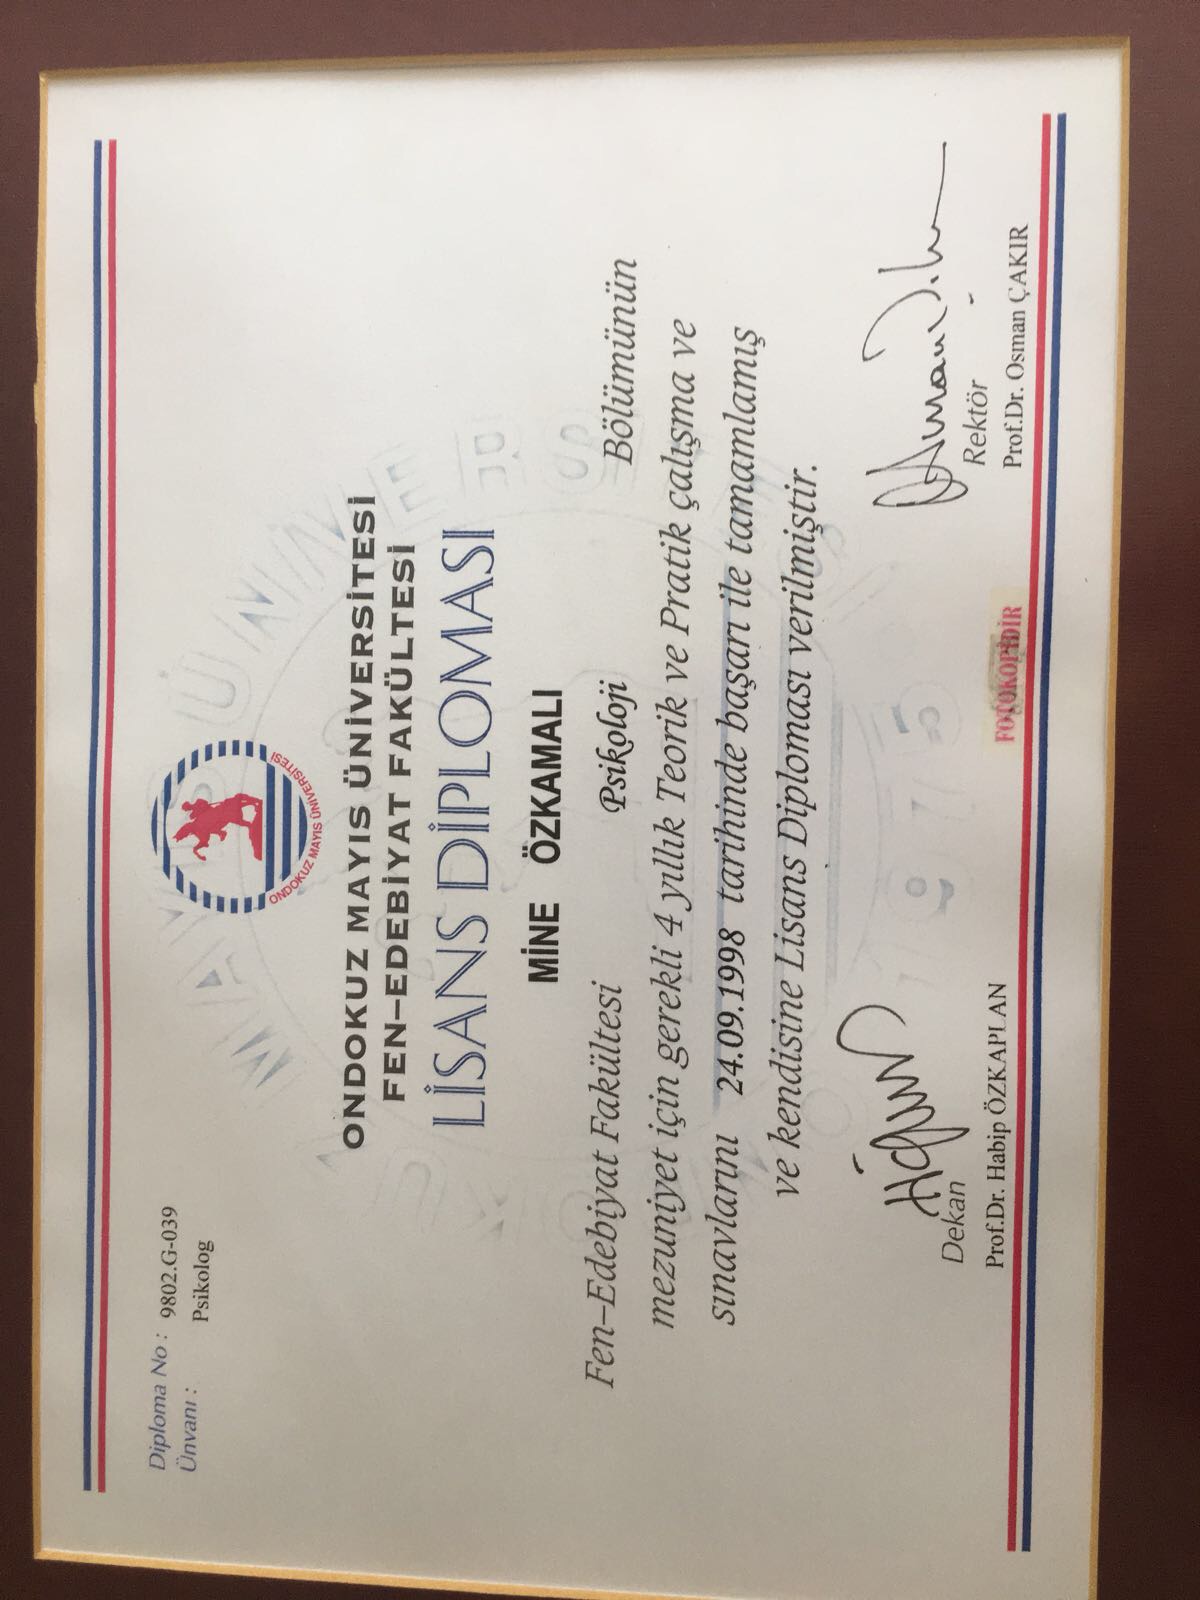 Diploma No : 9802.G-039
Ünvanı : Psikolog
ONDOKUZ MAYIS ÜNİVERSİTESİ
ONDOKUZ MAYIS ÜNİVERSİTESİ
FEN–EDEBİYAT FAKÜLTESİ
LİSANS DİPLOMASI
MİNE ÖZKAMALI
Fen–Edebiyat Fakültesi Psikoloji Bölümünün
mezuniyet için gerekli 4 yıllık Teorik ve Pratik çalışma ve
sınavlarını 24.09.1998 tarihinde başarı ile tamamlamış
ve kendisine Lisans Diploması verilmiştir.
Dekan
Prof.Dr. Habip ÖZKAPLAN
FOTOKOPİDİR
Rektör
Prof.Dr. Osman ÇAKIR